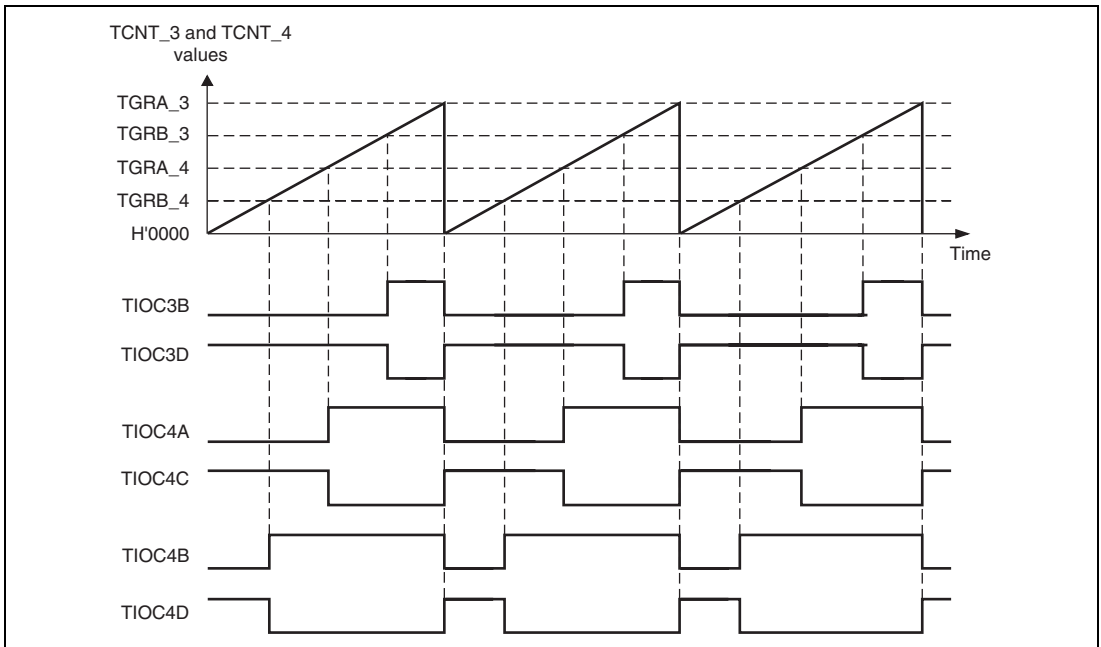 TCNT_3 and TCNT_4
values
TGRA_3
TGRB_3
TGRA_4
TGRB_4
H'0000
Time
TIOC3B
TIOC3D
TIOC4A
TIOC4C
TIOC4B
TIOC4D